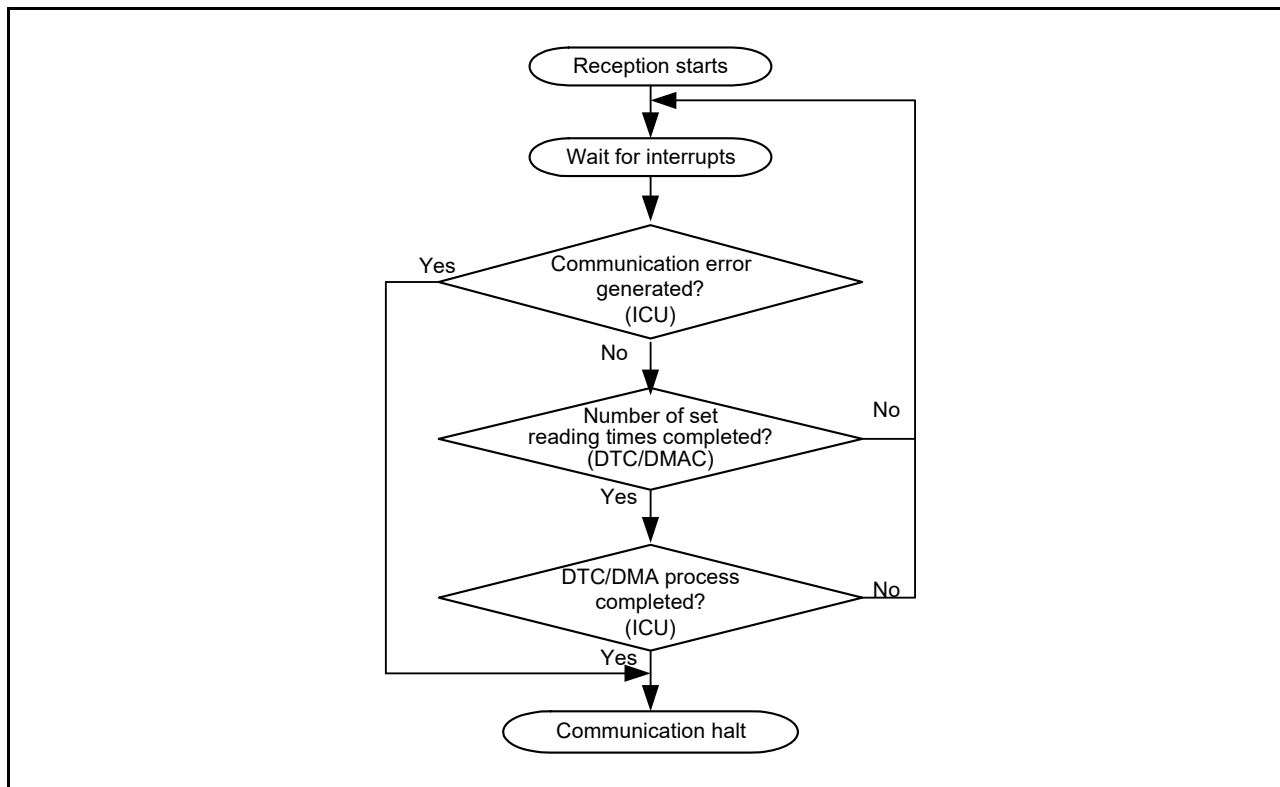 Reception starts
Wait for interrupts
Yes
Communication error
generated?
(ICU)
No
Number of set
reading times completed?
(DTC/DMAC)
No
Yes
DTC/DMA process
completed?
(ICU)
No
Yes
Communication halt